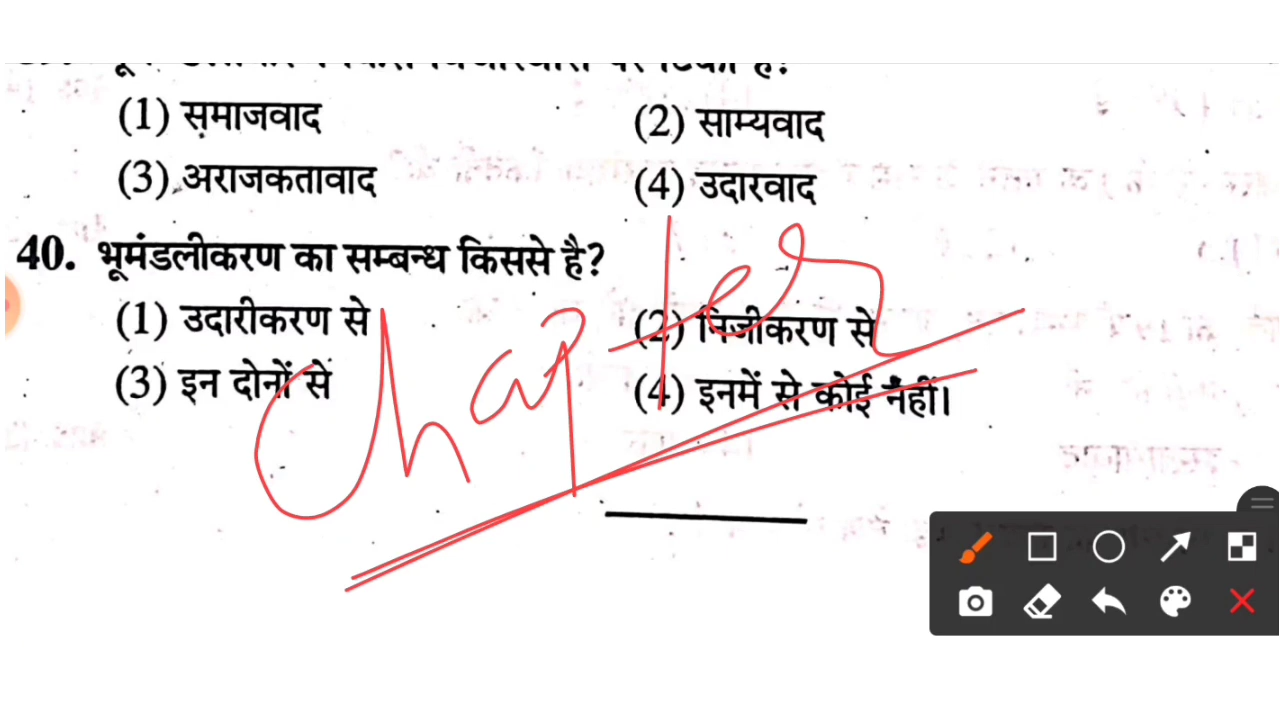 (1) समाजवाद (2) साम्यवाद
(3) अराजकतावाद (4) उदारवाद
40. भूमंडलीकरण का सम्बन्ध किससे है?
(1) उदारीकरण से (2) निजीकरण से
(3) इन दोनों से (4) इनमें से कोई नहीं।
Chapter